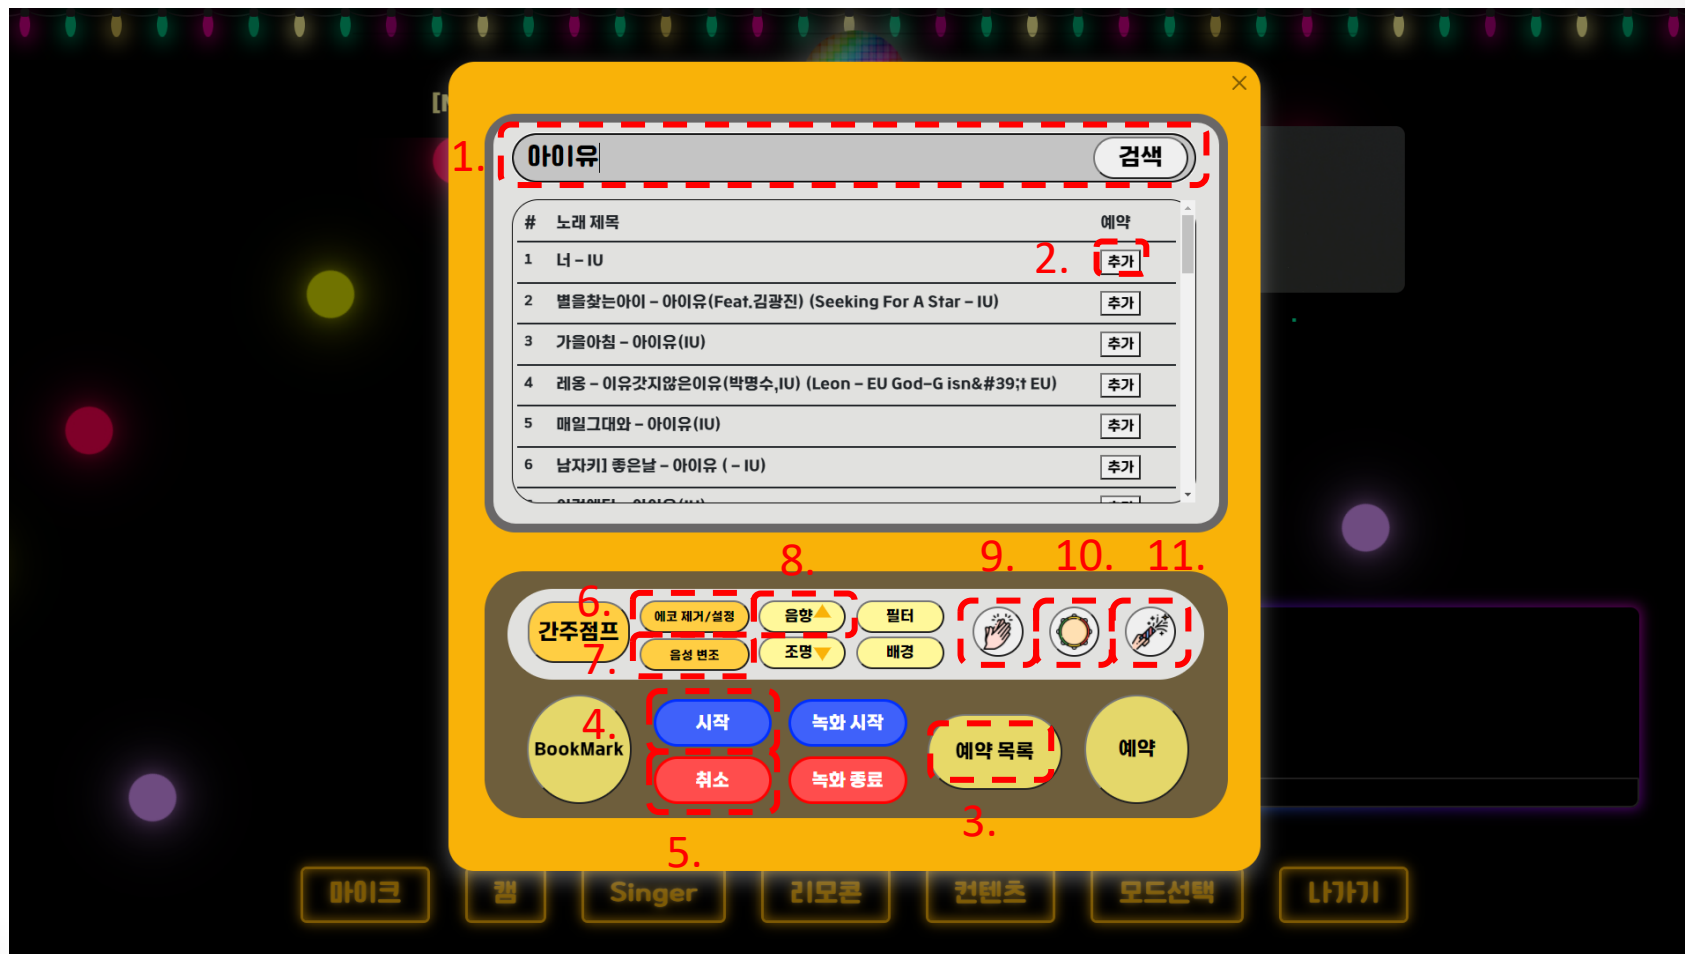 [
1.
아이유
검색
# 노래 제목 예약
1 너 – IU 추가
2.
2 별을찾는아이 – 아이유(Feat.김광진) (Seeking For A Star – IU) 추가
3 가을아침 – 아이유(IU) 추가
4 레옹 – 이유갓지않은이유(박명수,IU) (Leon – EU God–G isn&#39;t EU) 추가
5 매일그대와 – 아이유(IU) 추가
6 남자키] 좋은날 – 아이유 ( – IU) 추가
8.
9.
10.
11.
6.
간주점프
에코 제거/설정
음향
필터
7.
음성 변조
조명
배경
4.
BookMark
시작
녹화 시작
예약 목록
예약
취소
녹화 종료
3.
5.
마이크
캠
Singer
리모콘
컨텐츠
모드선택
나가기